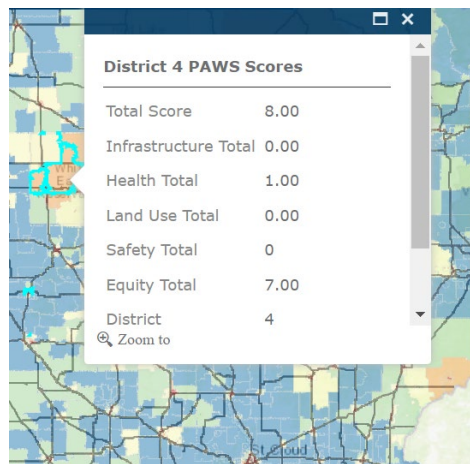 District 4 PAWS Scores
Total Score 8.00
Infrastructure Total 0.00
Health Total 1.00
Land Use Total 0.00
Safety Total 0
Equity Total 7.00
District 4
Zoom to
St Cloud